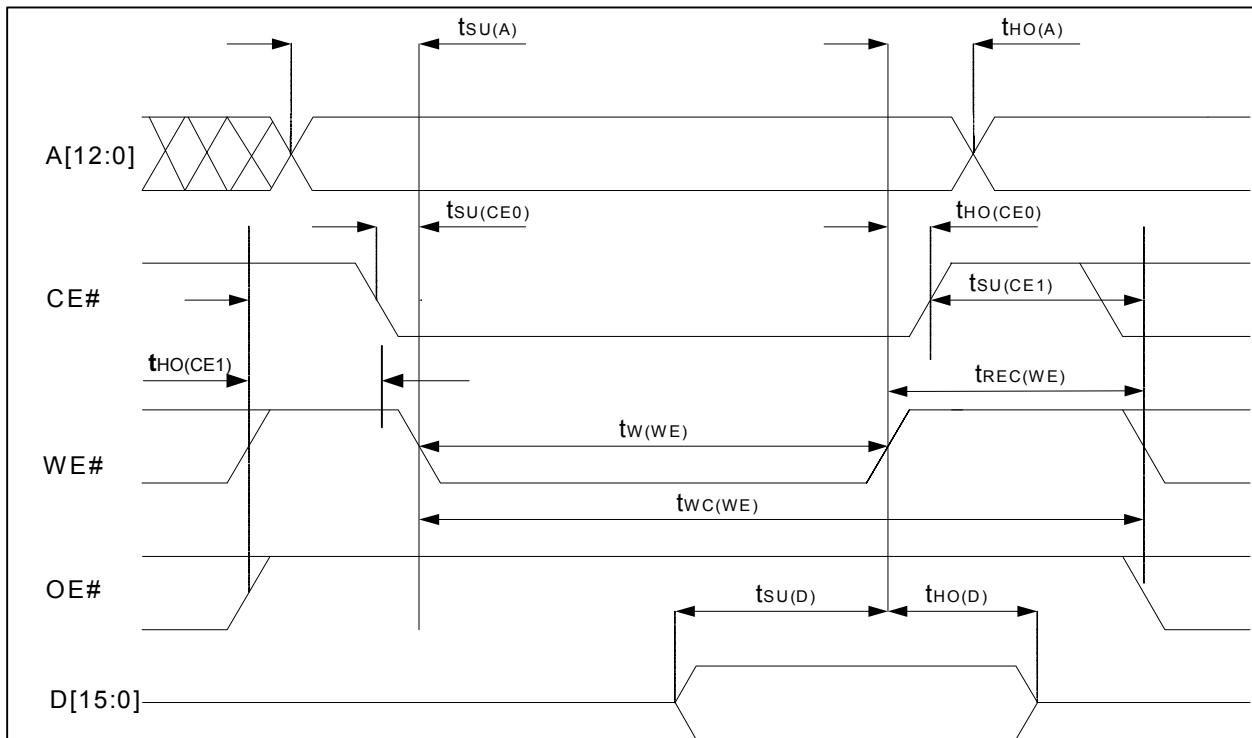 tSU(A) tHO(A)
A[12:0]
tSU(CE0) tHO(CE0)
CE# tSU(CE1)
tHO(CE1) tREC(WE)
tW(WE)
WE#
tWC(WE)
OE#
tSU(D) tHO(D)
D[15:0]